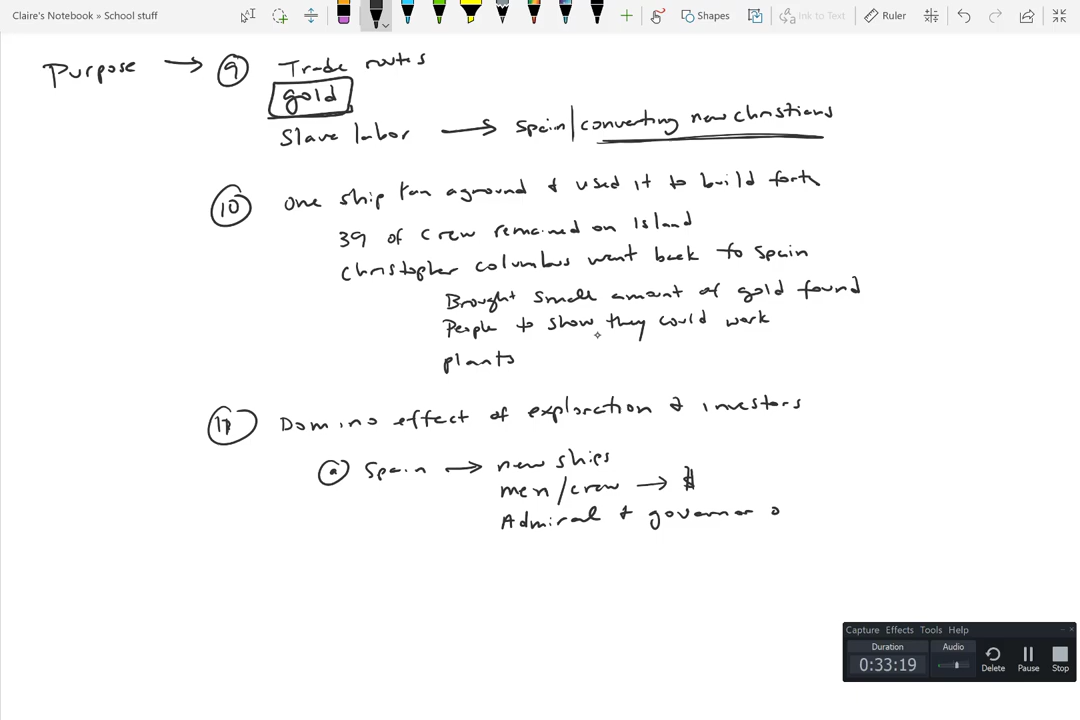 Claire's Notebook » School stuff
Shapes
Ink to Text
Ruler
Purpose → 9 Trade routes
gold
Slave labor → Spain/converting new christians
10 One ship ran aground & used it to build forth
39 of crew remained on Island
christopher columbus went back to Spain
Brought small amount of gold found
People to show they could work
plants
11 Domino effect of exploration & investors
a Spain → new ships
men/crew → $
Admiral & governor o
Capture Effects Tools Help
Duration Audio
0:33:19 Delete Pause Stop